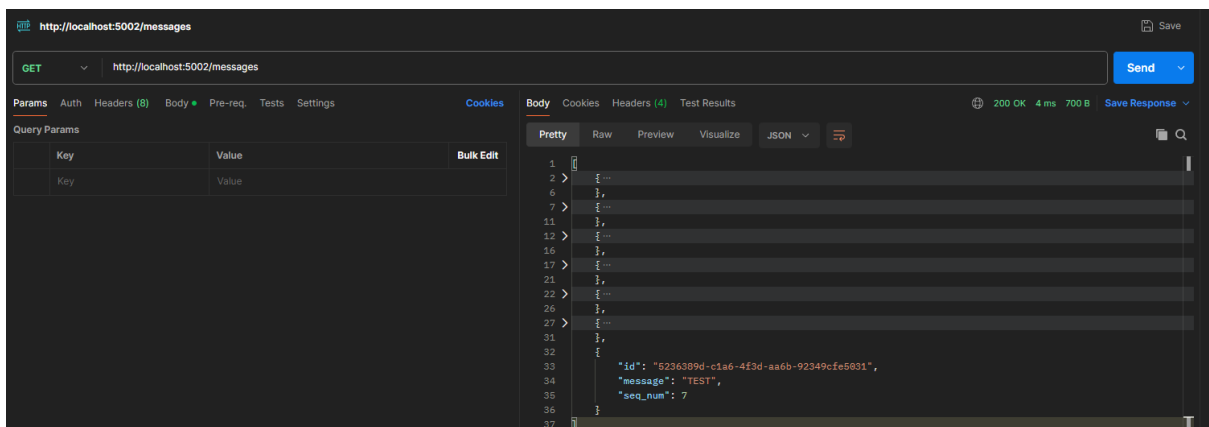 HTTP http://localhost:5002/messages Save
GET http://localhost:5002/messages Send
Params Auth Headers (8) Body Pre-req. Tests Settings Cookies
Query Params
Key Value Bulk Edit
Key Value
Body Cookies Headers (4) Test Results 200 OK 4 ms 700 B Save Response
Pretty Raw Preview Visualize JSON
1 [
2 { ...
6 },
7 { ...
11 },
12 { ...
16 },
17 { ...
21 },
22 { ...
26 },
27 { ...
31 },
32 {
33 "id": "5236389d-c1a6-4f3d-aa6b-92349cfe5031",
34 "message": "TEST",
35 "seq_num": 7
36 }
37 ]